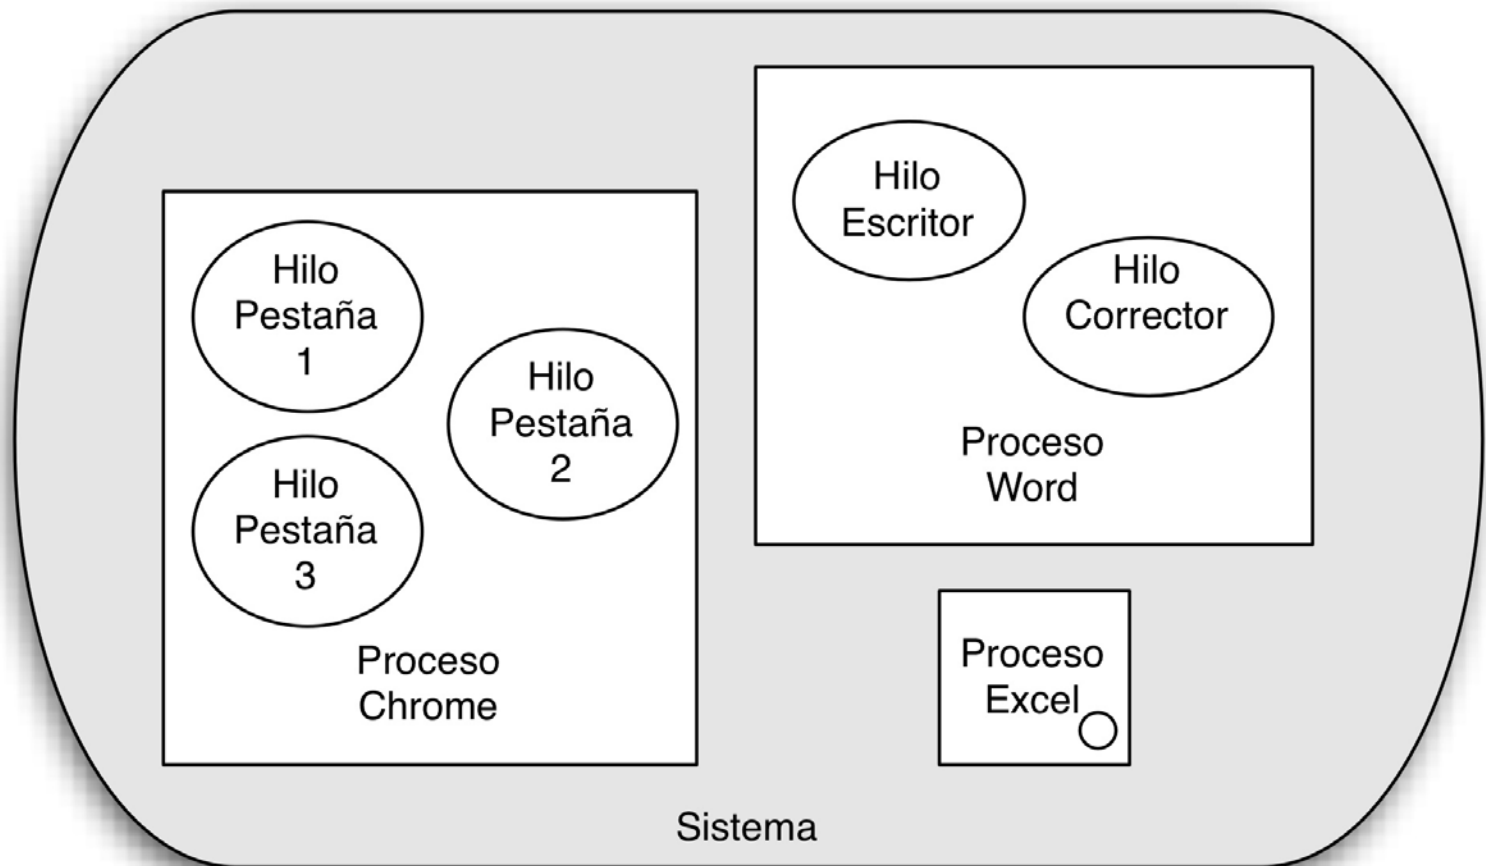 Hilo
Pestaña
1
Hilo
Pestaña
2
Hilo
Pestaña
3
Proceso
Chrome
Hilo
Escritor
Hilo
Corrector
Proceso
Word
Proceso
Excel
Sistema